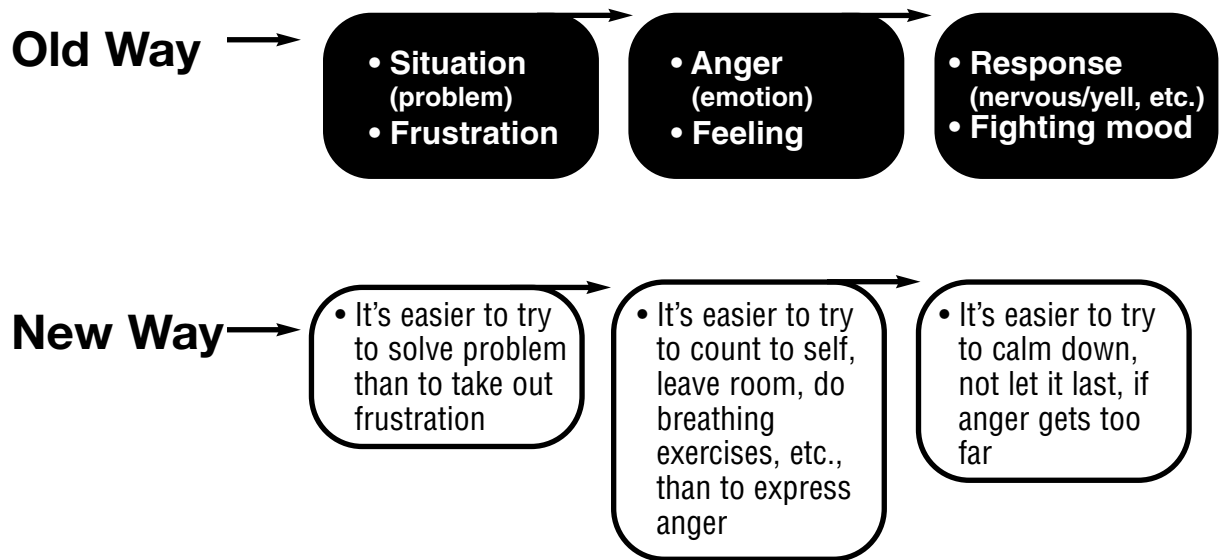 Old Way
• Situation
(problem)
• Frustration
• Anger
(emotion)
• Feeling
• Response
(nervous/yell, etc.)
• Fighting mood
New Way
• It's easier to try
to solve problem
than to take out
frustration
• It's easier to try
to count to self,
leave room, do
breathing
exercises, etc.,
than to express
anger
• It's easier to try
to calm down,
not let it last, if
anger gets too
far